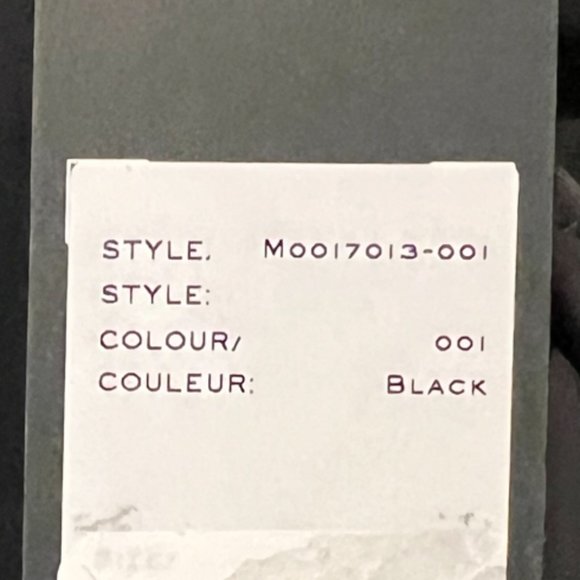 STYLE. M0017013-001
STYLE:
COLOUR/ 001
COULEUR: BLACK